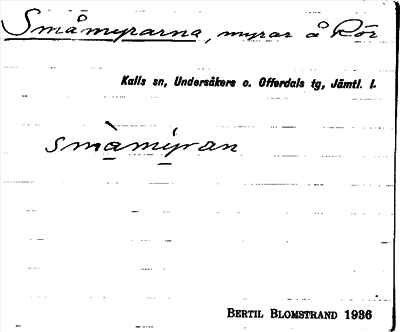 Småmyrarna, myrar å Rör
Kalls sn, Undersåkers o. Offerdals tg, Jämtl. l.
småmyran
BERTIL BLOMSTRAND 1936